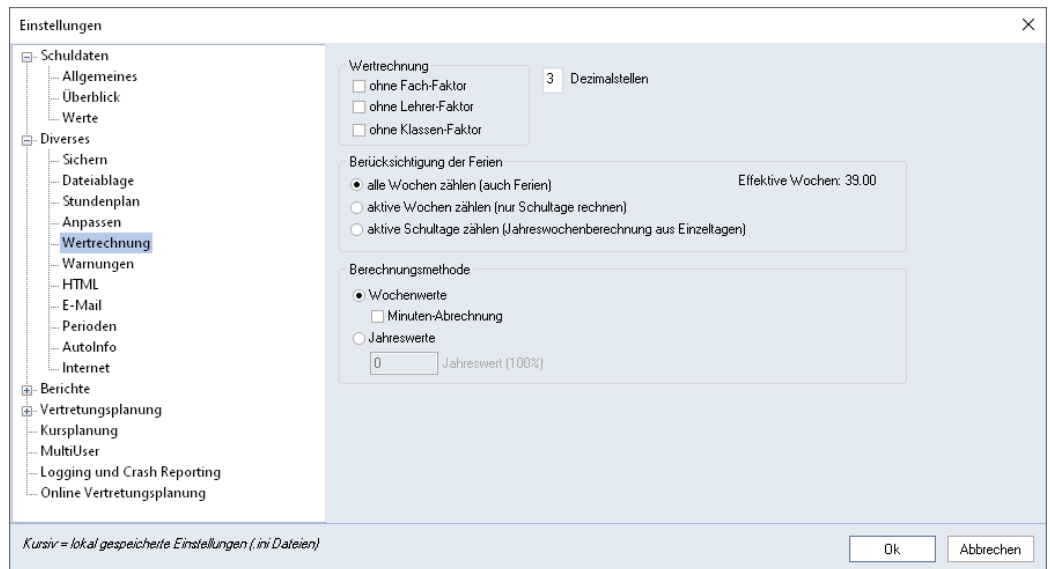 Einstellungen
Schuldaten
Allgemeines
Überblick
Werte
Diverses
Sichern
Dateiablage
Stundenplan
Anpassen
Wertrechnung
Warnungen
HTML
E-Mail
Perioden
AutoInfo
Internet
Berichte
Vertretungsplanung
Kursplanung
MultiUser
Logging und Crash Reporting
Online Vertretungsplanung
Wertrechnung
ohne Fach-Faktor
ohne Lehrer-Faktor
ohne Klassen-Faktor
3 Dezimalstellen
Berücksichtigung der Ferien
alle Wochen zählen (auch Ferien) Effektive Wochen: 39.00
aktive Wochen zählen (nur Schultage rechnen)
aktive Schultage zählen (Jahreswochenberechnung aus Einzeltagen)
Berechnungsmethode
Wochenwerte
Minuten-Abrechnung
Jahreswerte
0 Jahreswert (100%)
Kursiv = lokal gespeicherte Einstellungen (.ini Dateien)
Ok Abbrechen